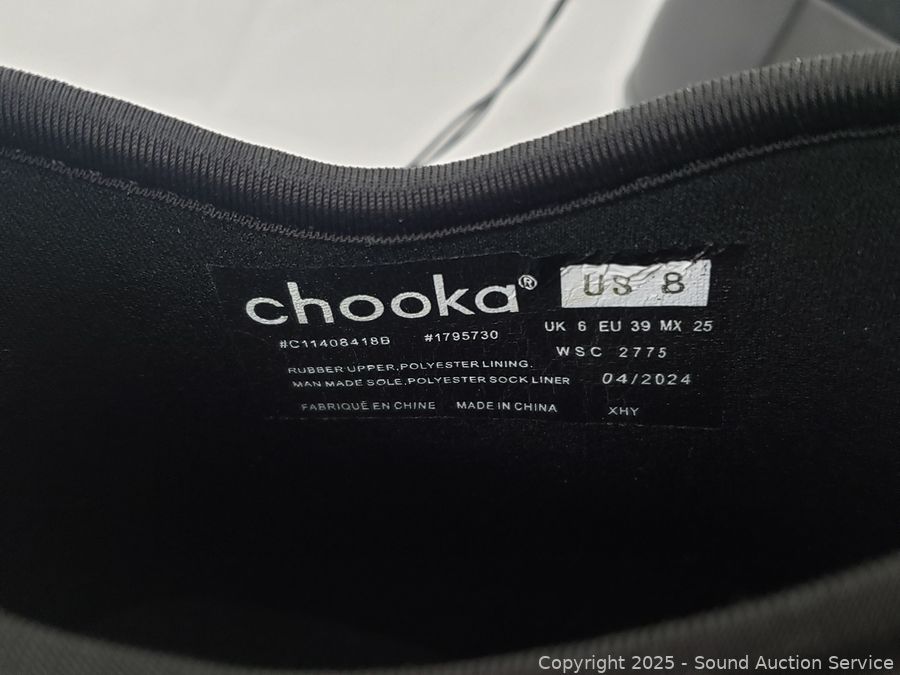 chooka®
US 8
#C11408418B #1795730
UK 6 EU 39 MX 25
WSC 2775
RUBBER UPPER,POLYESTER LINING.
MAN MADE SOLE,POLYESTER SOCK LINER
04/2024
FABRIQUÉ EN CHINE MADE IN CHINA
XHY
Copyright 2025 - Sound Auction Service